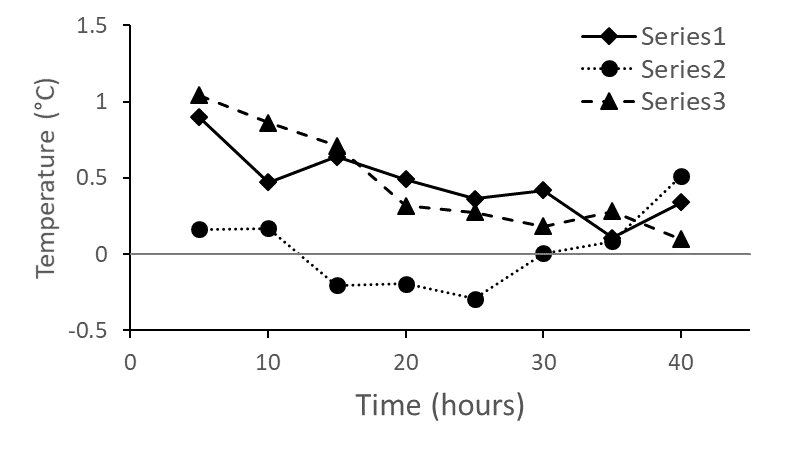 1.5
1
0.5
0
-0.5
Temperature (°C)
Series1
Series2
Series3
0 10 20 30 40
Time (hours)